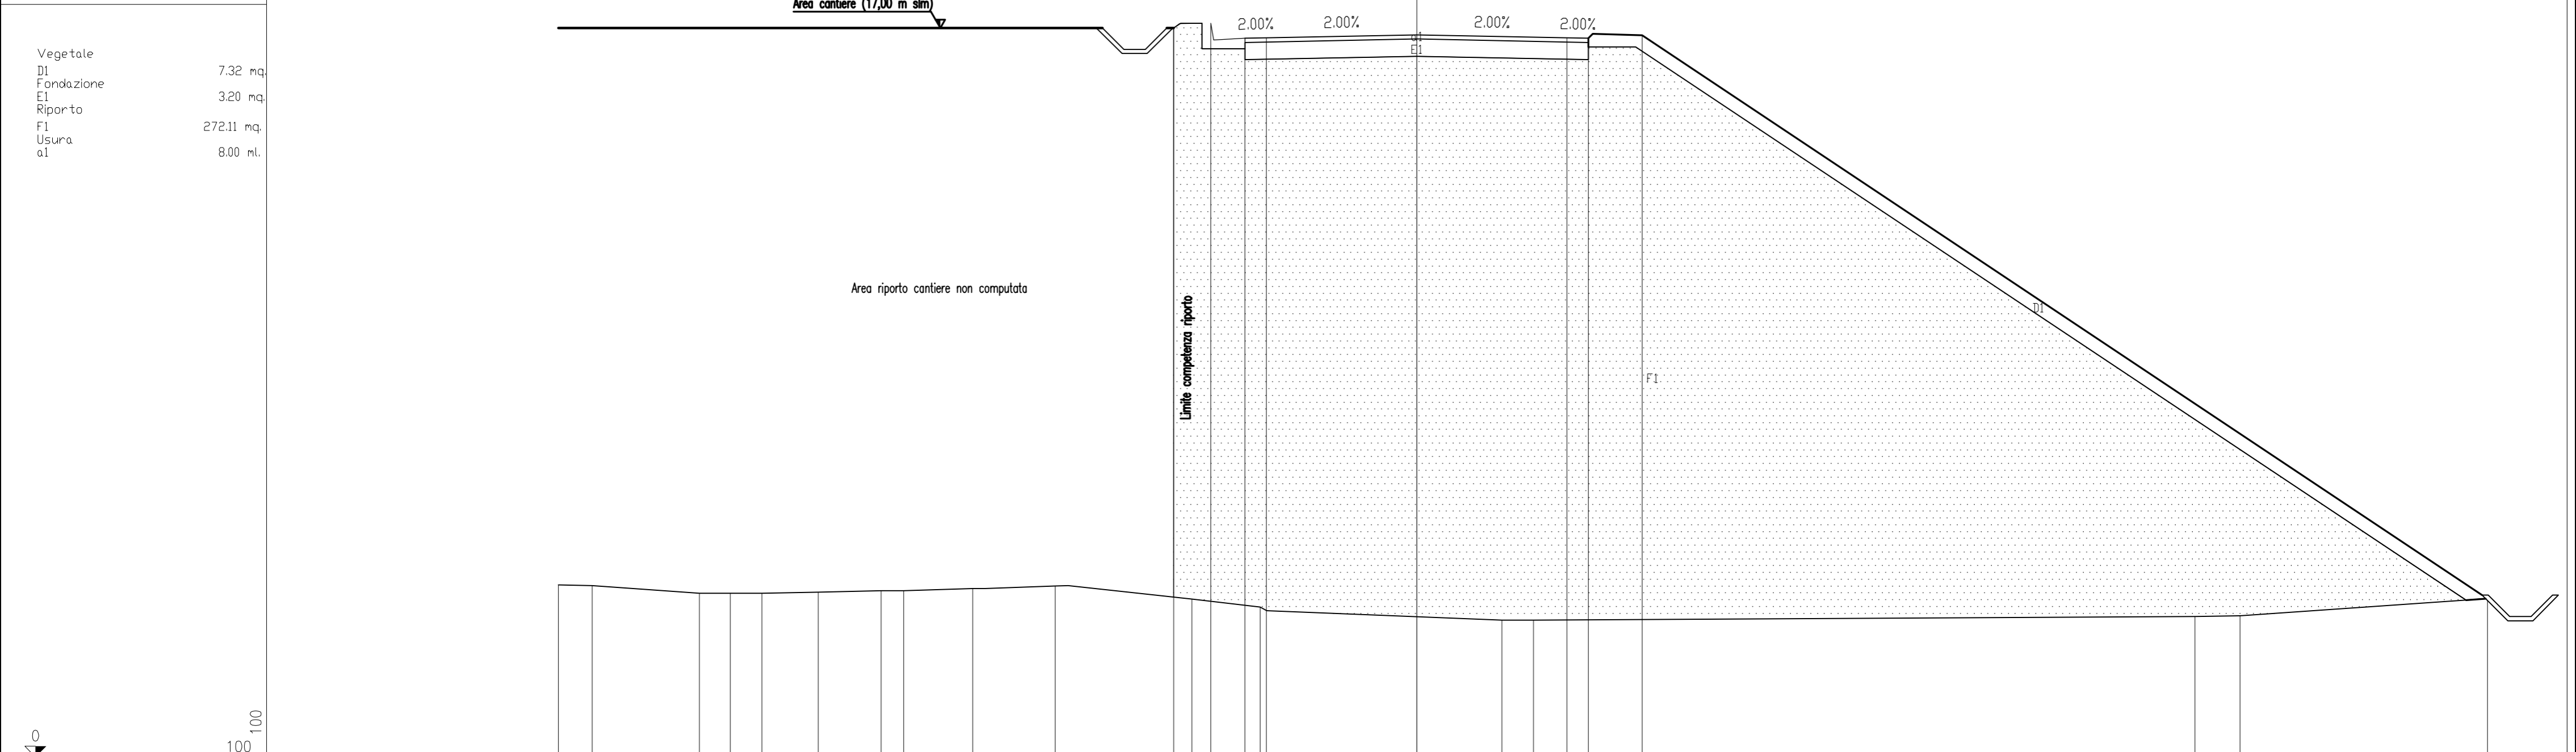 Area cantiere (17,00 m slm)
2.00% 2.00% 2.00% 2.00%
a1
E1
Vegetale
D1 7.32 mq.
Fondazione
E1 3.20 mq.
Riporto
F1 272.11 mq.
Usura
a1 8.00 ml.
Area riporto cantiere non computata
Limite competenza riporto
D1
F1
100
0
100